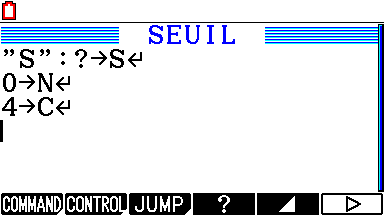 SEUIL
"S":?→S↵
0→N↵
4→C↵
COMMAND CONTROL JUMP ? ◢ ▷